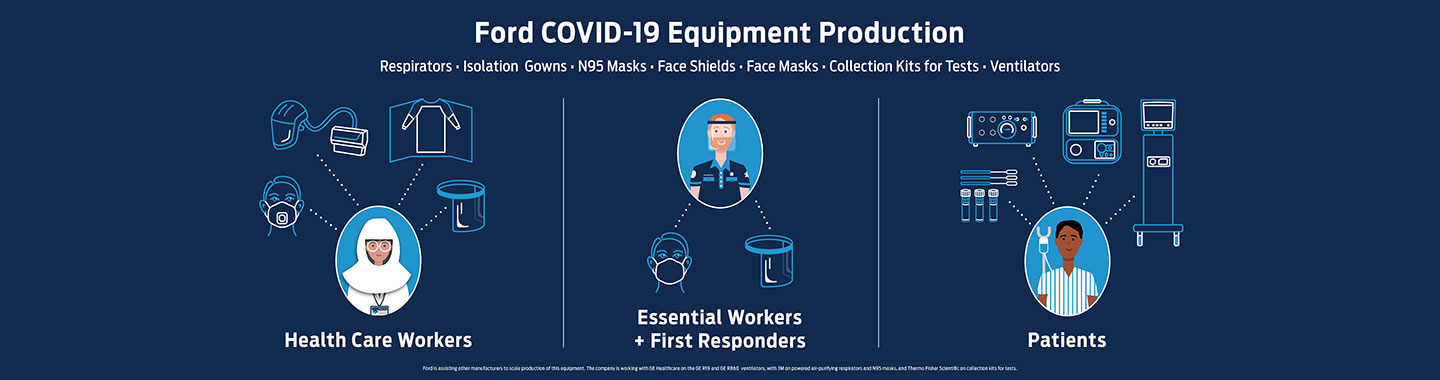 Ford COVID-19 Equipment Production
Respirators • Isolation Gowns • N95 Masks • Face Shields • Face Masks • Collection Kits for Tests • Ventilators
Health Care Workers
Essential Workers
+ First Responders
Patients
Ford is assisting other manufacturers to scale production of this equipment. The company is working with GE Healthcare on the GE R19 and GE R860 ventilators, with 3M on powered air-purifying respirators and N95 masks, and Thermo Fisher Scientific on collection kits for tests.